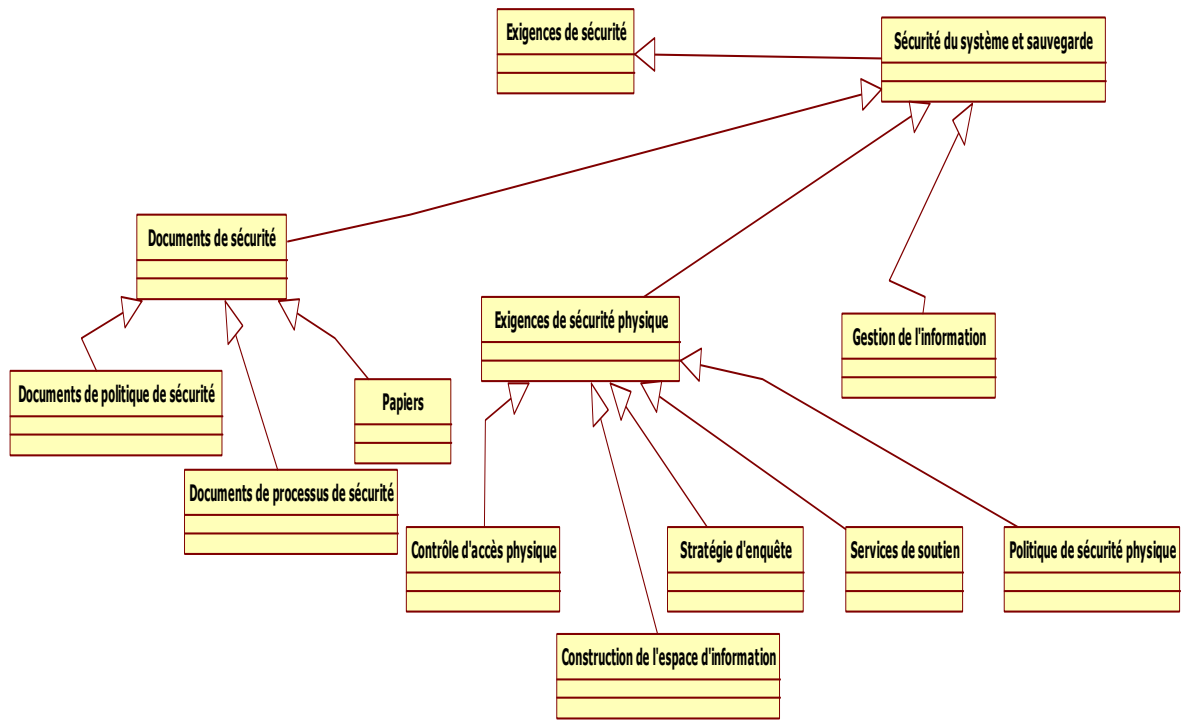 Exigences de sécurité
Sécurité du système et sauvegarde
Documents de sécurité
Exigences de sécurité physique
Gestion de l'information
Documents de politique de sécurité
Papiers
Documents de processus de sécurité
Contrôle d'accès physique
Stratégie d'enquête
Services de soutien
Politique de sécurité physique
Construction de l'espace d'information